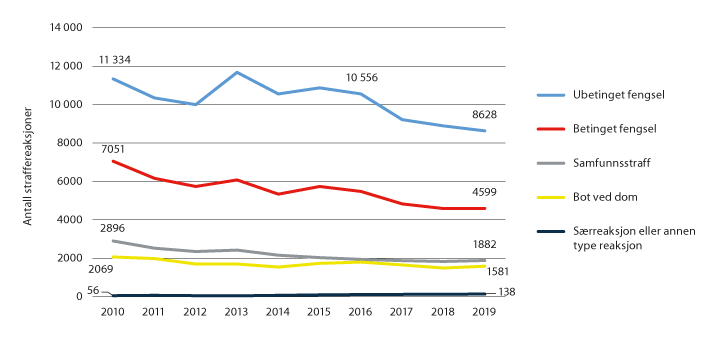 Antall straffereaksjoner
14 000
12 000
10 000
8000
6000
4000
2000
0
11 334
10 556
8628
7051
4599
2896
1882
2069
1581
56
138
2010 2011 2012 2013 2014 2015 2016 2017 2018 2019
Ubetinget fengsel
Betinget fengsel
Samfunnsstraff
Bot ved dom
Særreaksjon eller annen
type reaksjon